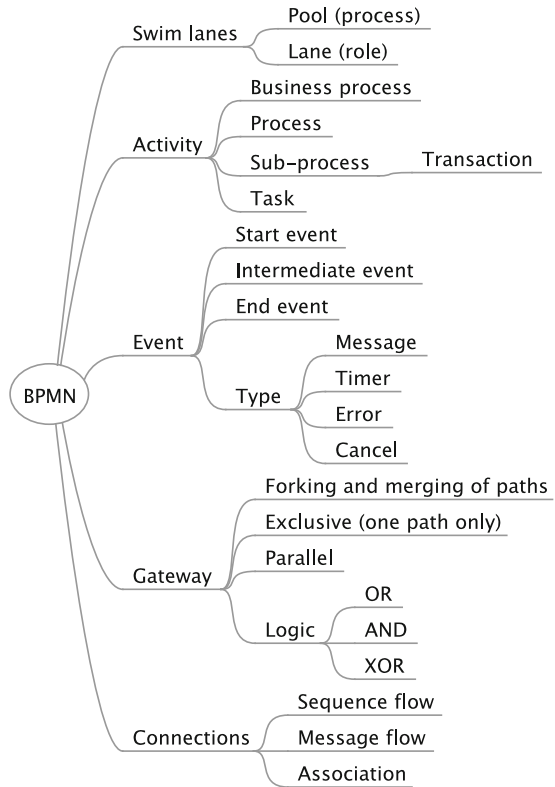 BPMN
Swim lanes
Pool (process)
Lane (role)
Activity
Business process
Process
Sub-process
Transaction
Task
Event
Start event
Intermediate event
End event
Type
Message
Timer
Error
Cancel
Gateway
Forking and merging of paths
Exclusive (one path only)
Parallel
Logic
OR
AND
XOR
Connections
Sequence flow
Message flow
Association